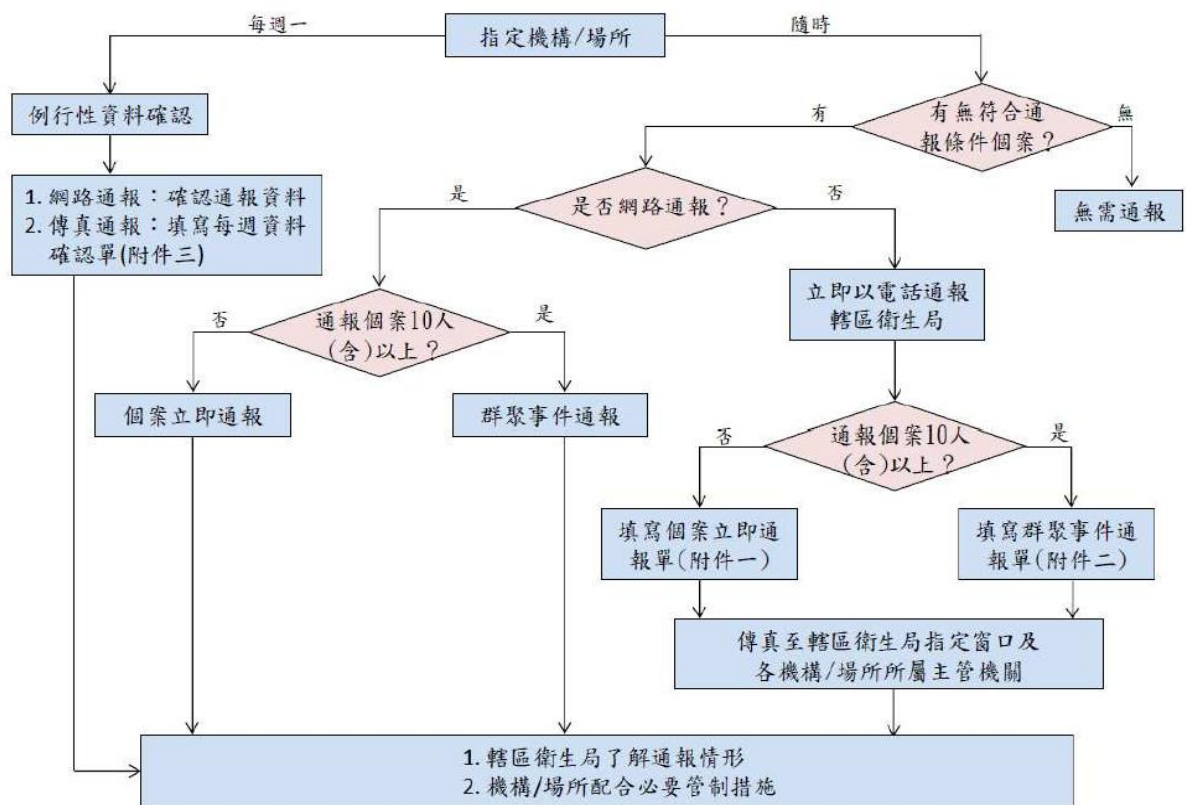 每週一
指定機構/場所
隨時
例行性資料確認
有
有無符合通
報條件個案？
無
1. 網路通報：確認通報資料
2. 傳真通報：填寫每週資料
確認單(附件三)
是
是否網路通報？
否
無需通報
立即以電話通報
轄區衛生局
否
通報個案10人
(含)以上？
是
個案立即通報
群聚事件通報
否
通報個案10人
(含)以上？
是
填寫個案立即通
報單(附件一)
填寫群聚事件通
報單(附件二)
傳真至轄區衛生局指定窗口及
各機構/場所所屬主管機關
1. 轄區衛生局了解通報情形
2. 機構/場所配合必要管制措施